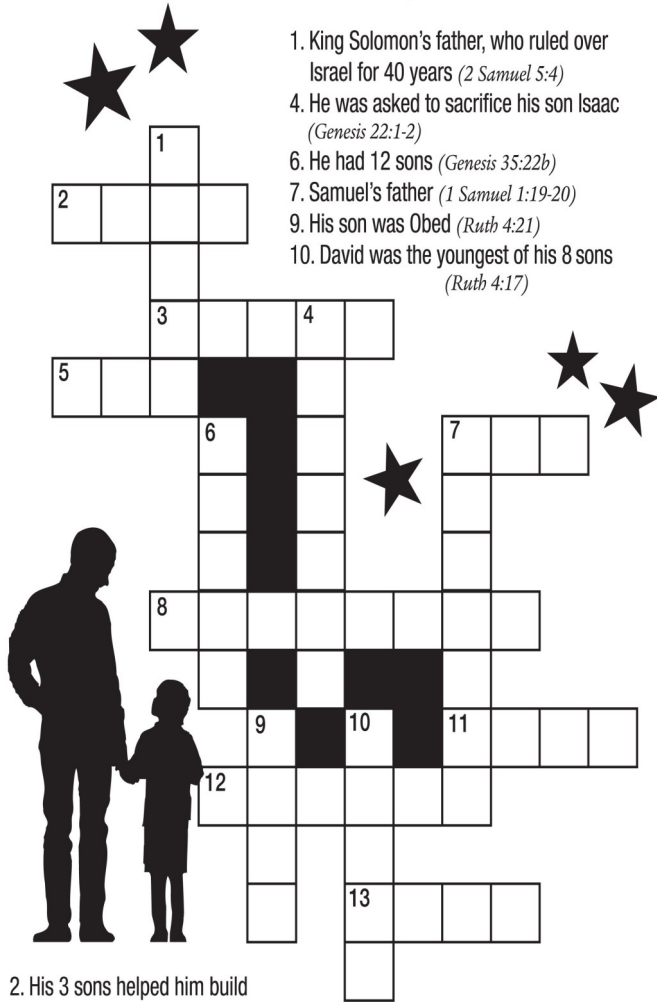 1. King Solomon’s father, who ruled over
Israel for 40 years (2 Samuel 5:4)
4. He was asked to sacrifice his son Isaac
(Genesis 22:1-2)
6. He had 12 sons (Genesis 35:22b)
7. Samuel’s father (1 Samuel 1:19-20)
9. His son was Obed (Ruth 4:21)
10. David was the youngest of his 8 sons
(Ruth 4:17)
1
2
3 4
5
6 7
8
9 10 11
12
13
2. His 3 sons helped him build